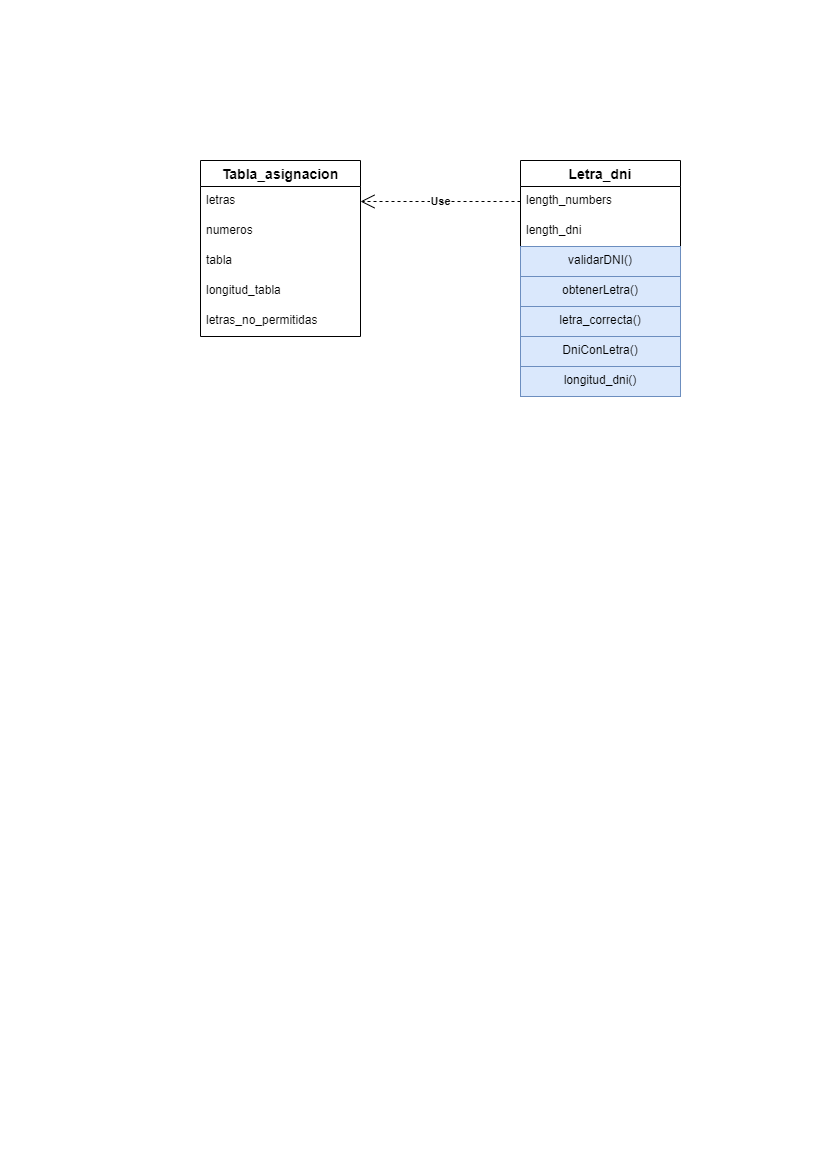 Tabla_asignacion
letras
numeros
tabla
longitud_tabla
letras_no_permitidas
Use
Letra_dni
length_numbers
length_dni
validarDNI()
obtenerLetra()
letra_correcta()
DniConLetra()
longitud_dni()